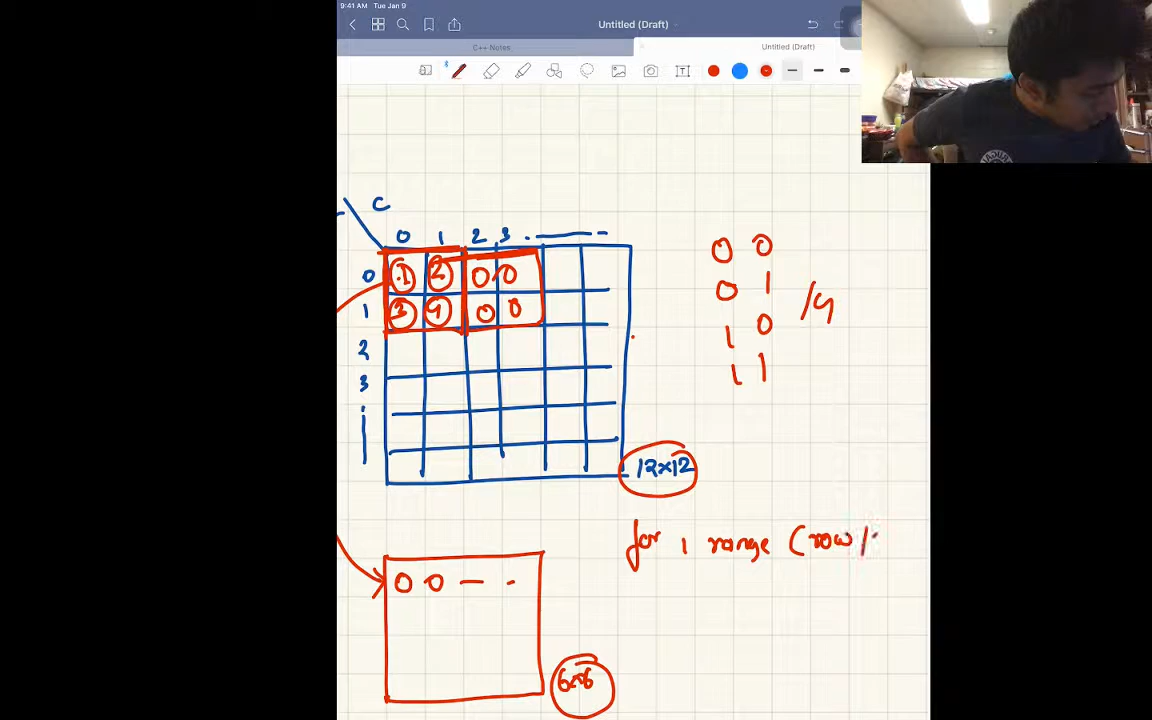 9:41 AM Tue Jan 9
Untitled (Draft)
C++ Notes
Untitled (Draft)
C
0 1 2 3 . — -
0 1 2 0 0
1 3 4 0 0
2
3
12x12
0 0
0 1
1 0
1 1
/4
for i range (row/
0 0 — -
6x6